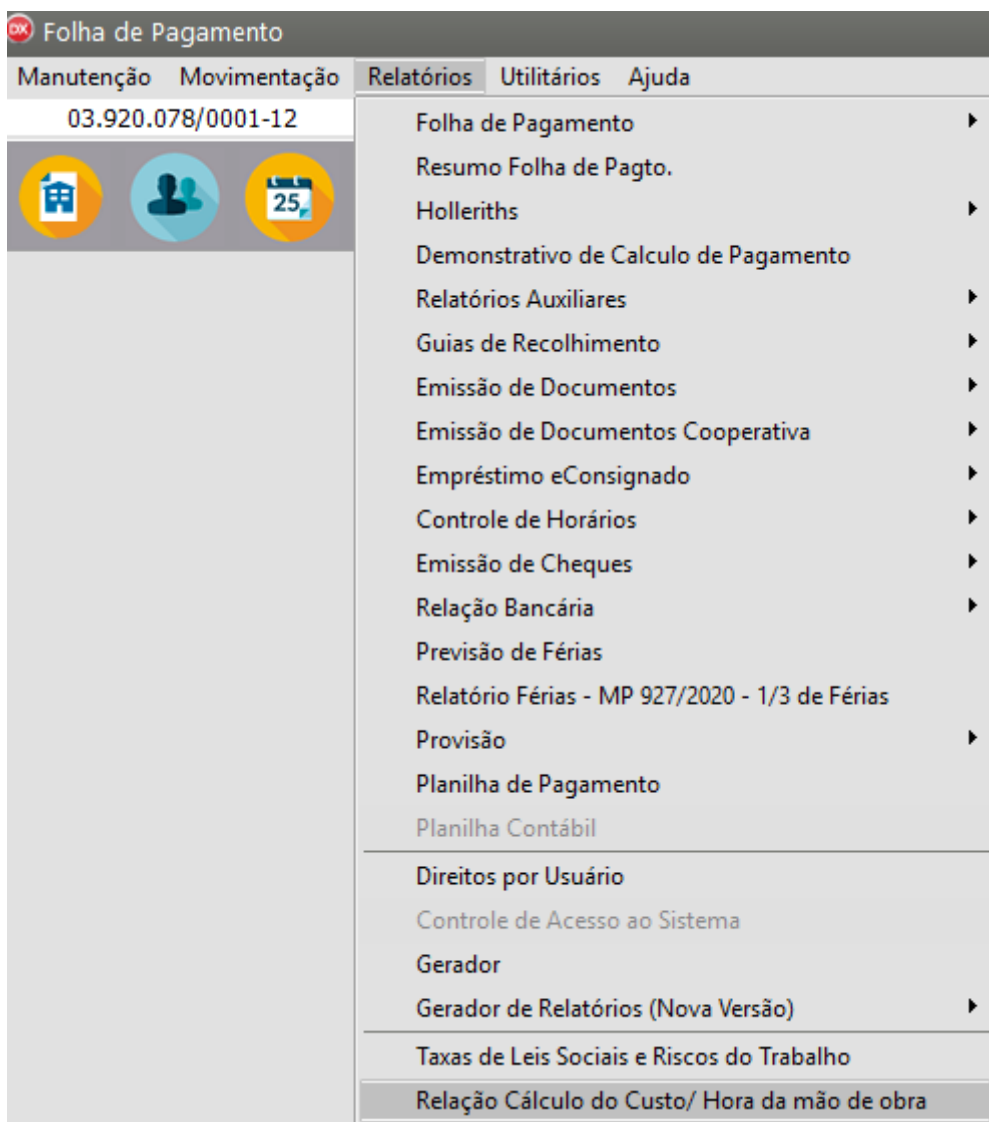 DX Folha de Pagamento
Manutenção Movimentação Relatórios Utilitários Ajuda
03.920.078/0001-12
25
Folha de Pagamento
Resumo Folha de Pagto.
Holleriths
Demonstrativo de Calculo de Pagamento
Relatórios Auxiliares
Guias de Recolhimento
Emissão de Documentos
Emissão de Documentos Cooperativa
Empréstimo eConsignado
Controle de Horários
Emissão de Cheques
Relação Bancária
Previsão de Férias
Relatório Férias - MP 927/2020 - 1/3 de Férias
Provisão
Planilha de Pagamento
Planilha Contábil
Direitos por Usuário
Controle de Acesso ao Sistema
Gerador
Gerador de Relatórios (Nova Versão)
Taxas de Leis Sociais e Riscos do Trabalho
Relação Cálculo do Custo/ Hora da mão de obra